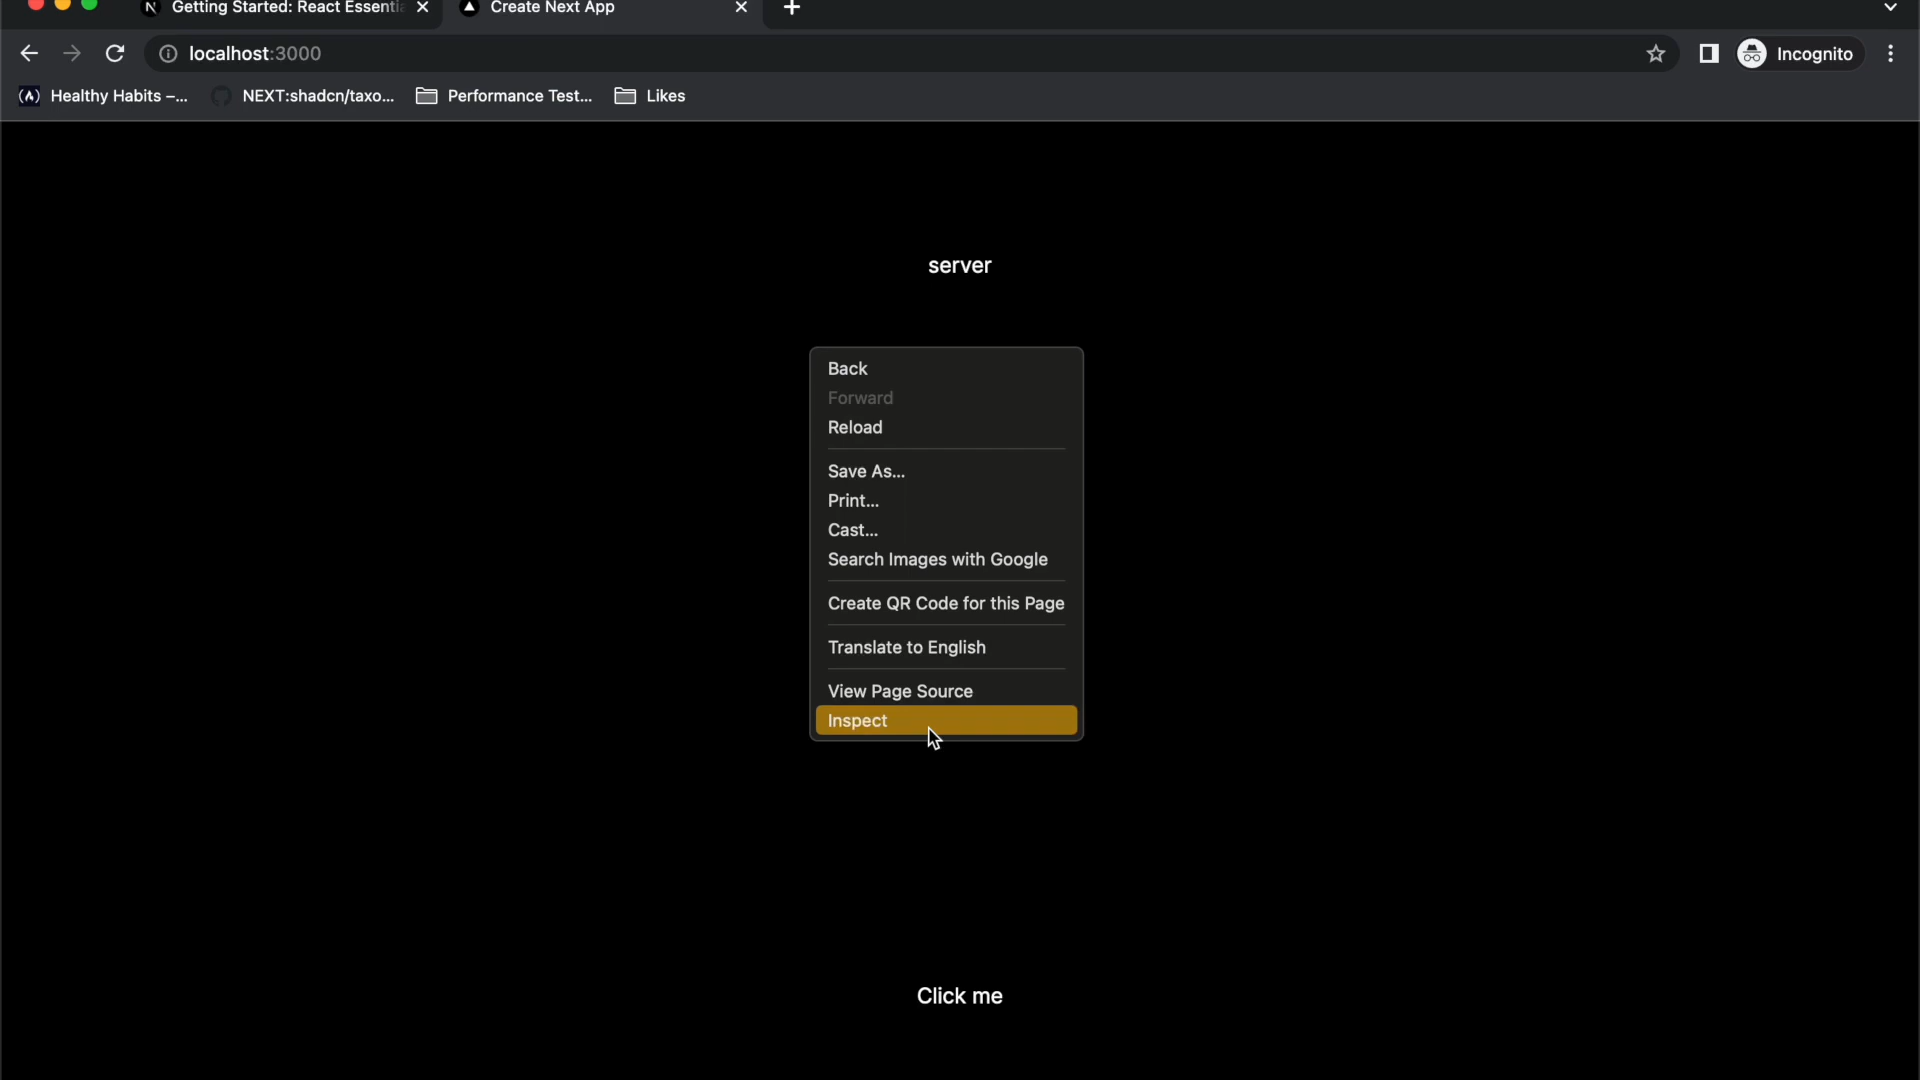 Getting Started: React Essentia
Create Next App
localhost:3000
Incognito
Healthy Habits –...
NEXT:shadcn/taxo...
Performance Test...
Likes
server
Back
Forward
Reload
Save As...
Print...
Cast...
Search Images with Google
Create QR Code for this Page
Translate to English
View Page Source
Inspect
Click me